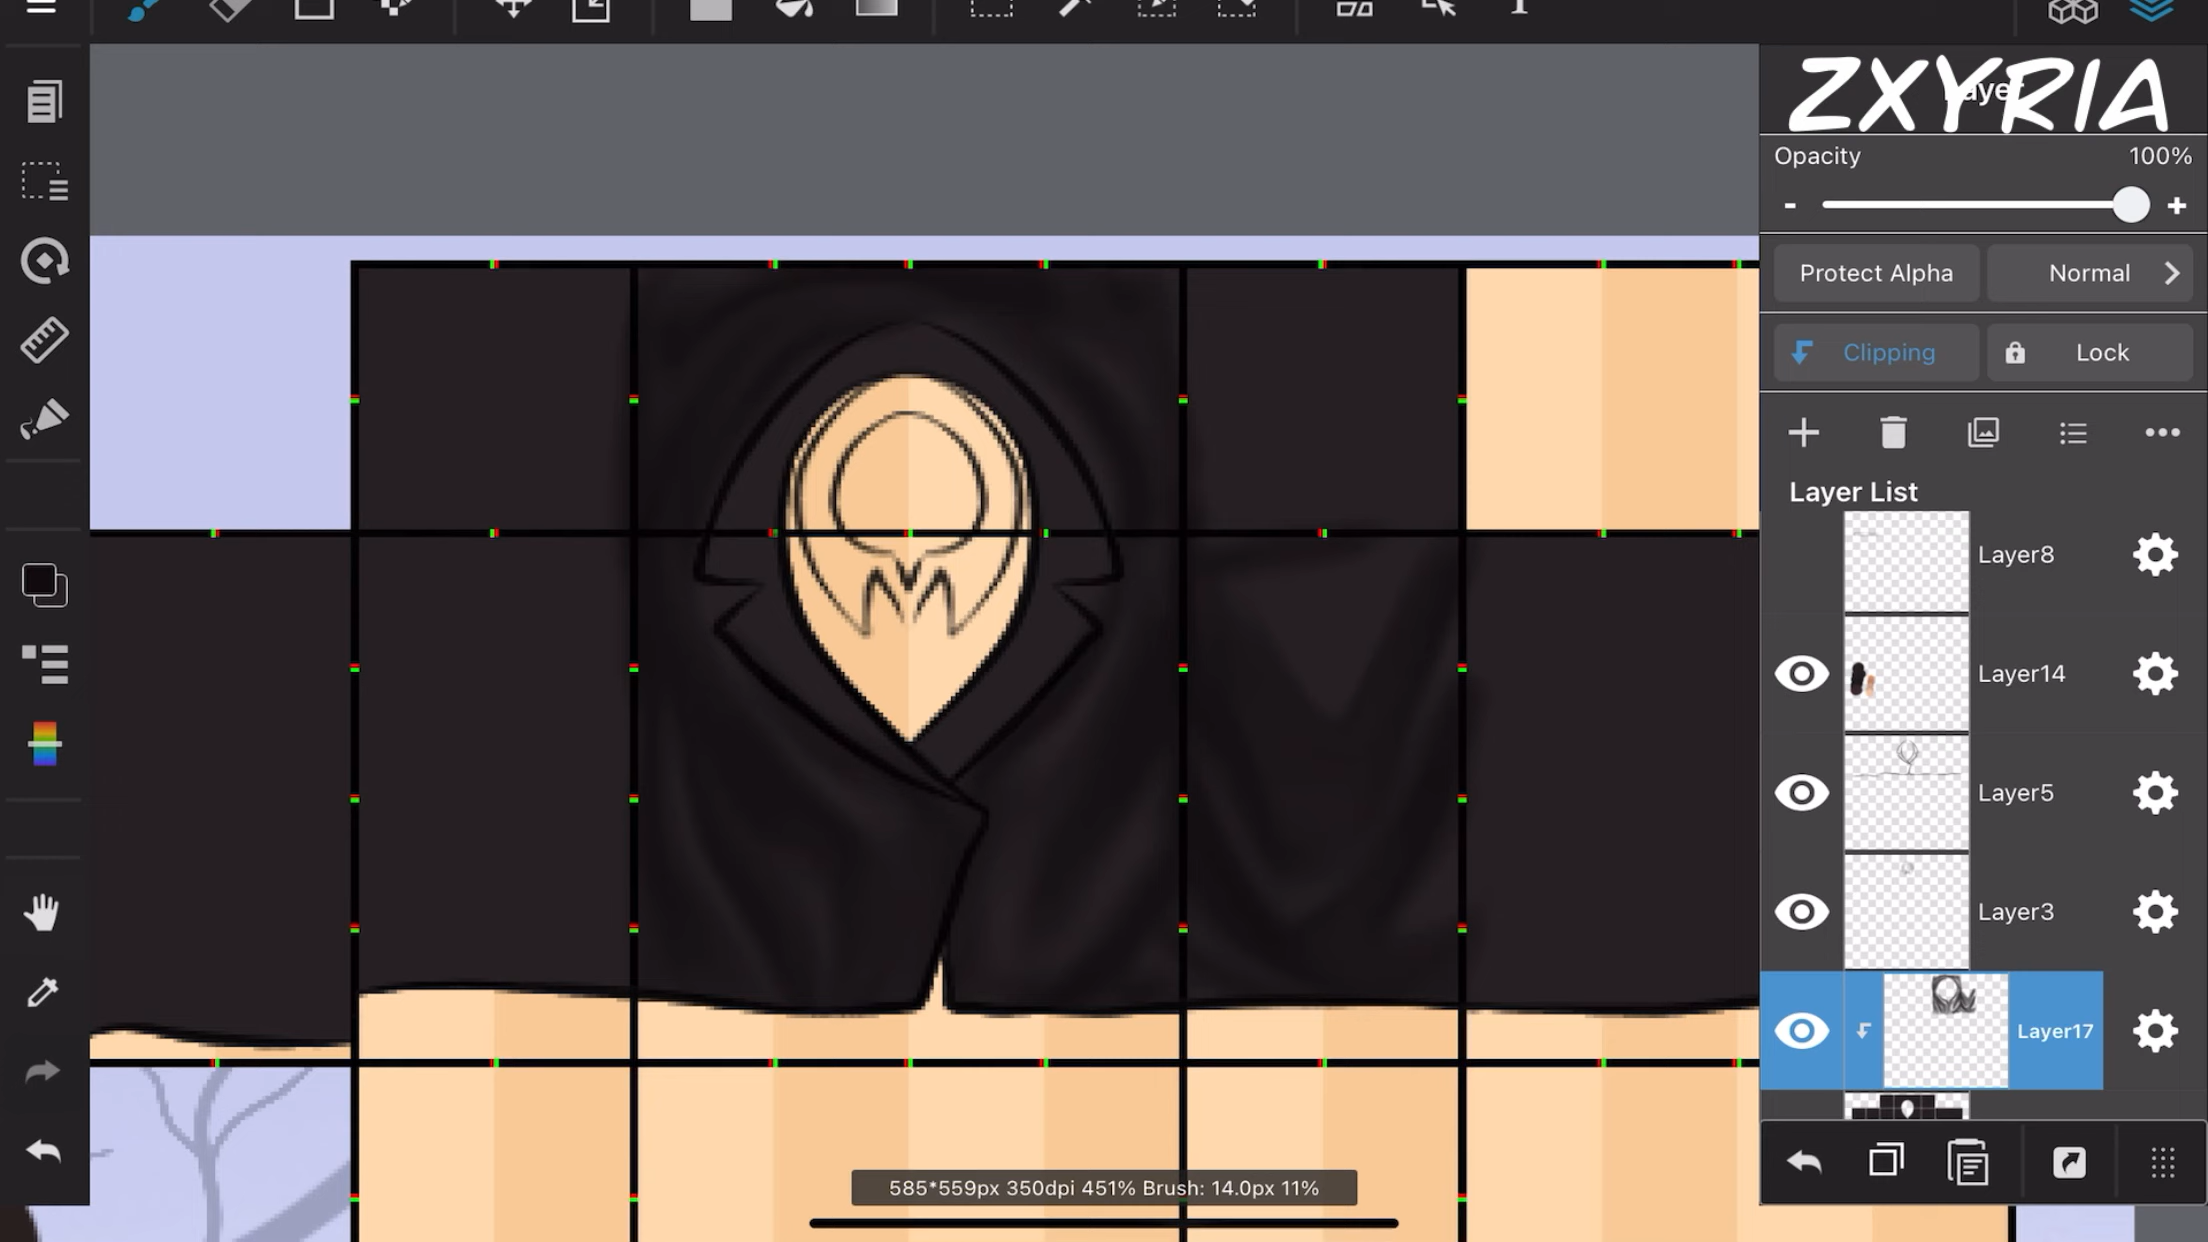 ZXYRIA
Layer
Opacity 100%
- +
Protect Alpha Normal
Clipping Lock
Layer List
Layer8
Layer14
Layer5
Layer3
Layer17
585*559px 350dpi 451% Brush: 14.0px 11%